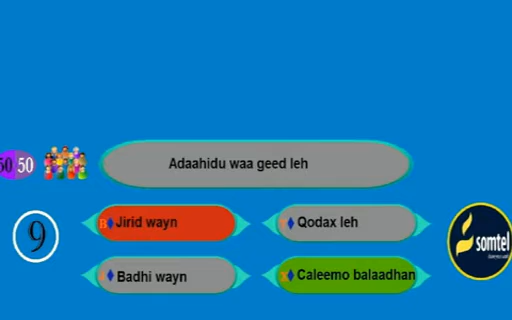 50 50
Adaahidu waa geed leh
B Jirid wayn
Qodax leh
9
somtel
Badhi wayn
X Caleemo balaadhan